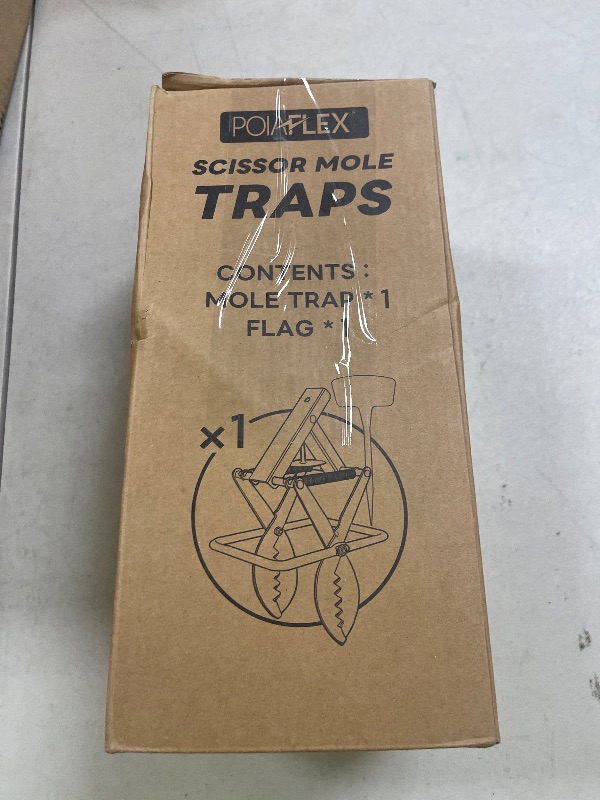 POIAFLEX
SCISSOR MOLE
TRAPS
CONTENTS :
MOLE TRAP * 1
FLAG * 1
×1